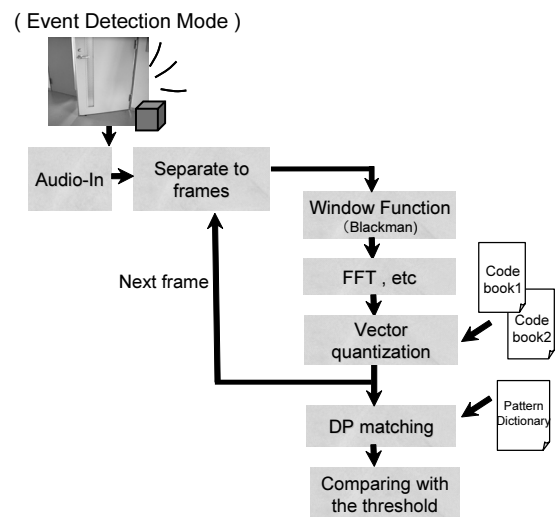 ( Event Detection Mode )
Audio-In
Separate to
frames
Window Function
（Blackman)
FFT , etc
Next frame
Code
book1
Code
book2
Vector
quantization
DP matching
Pattern
Dictionary
Comparing with
the threshold